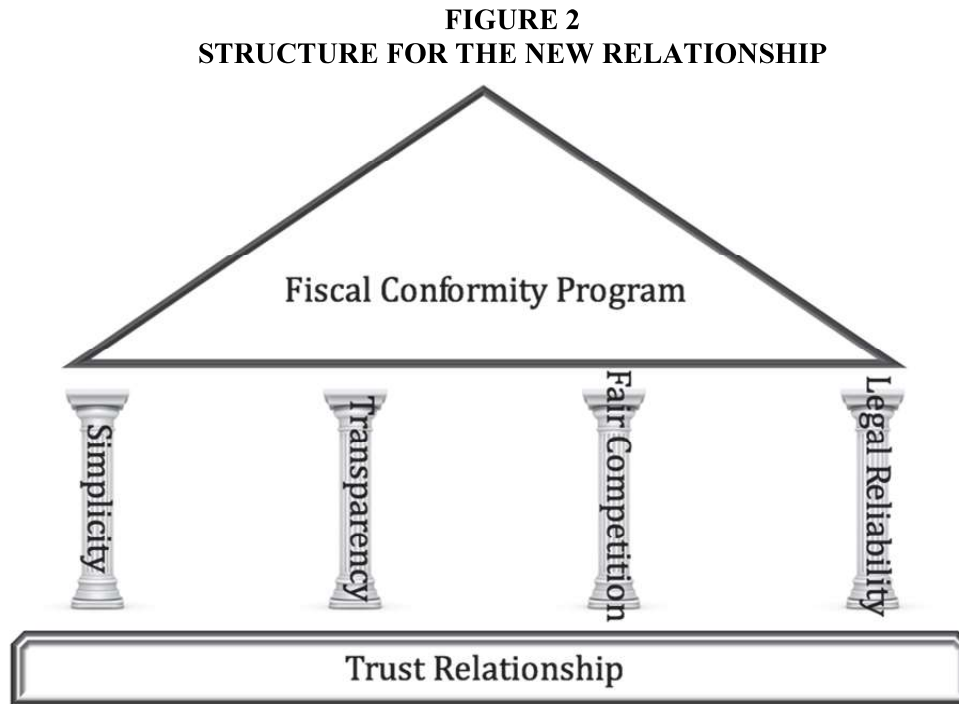 FIGURE 2
STRUCTURE FOR THE NEW RELATIONSHIP
Fiscal Conformity Program
Simplicity
Transparency
Fair Competition
Legal Reliability
Trust Relationship